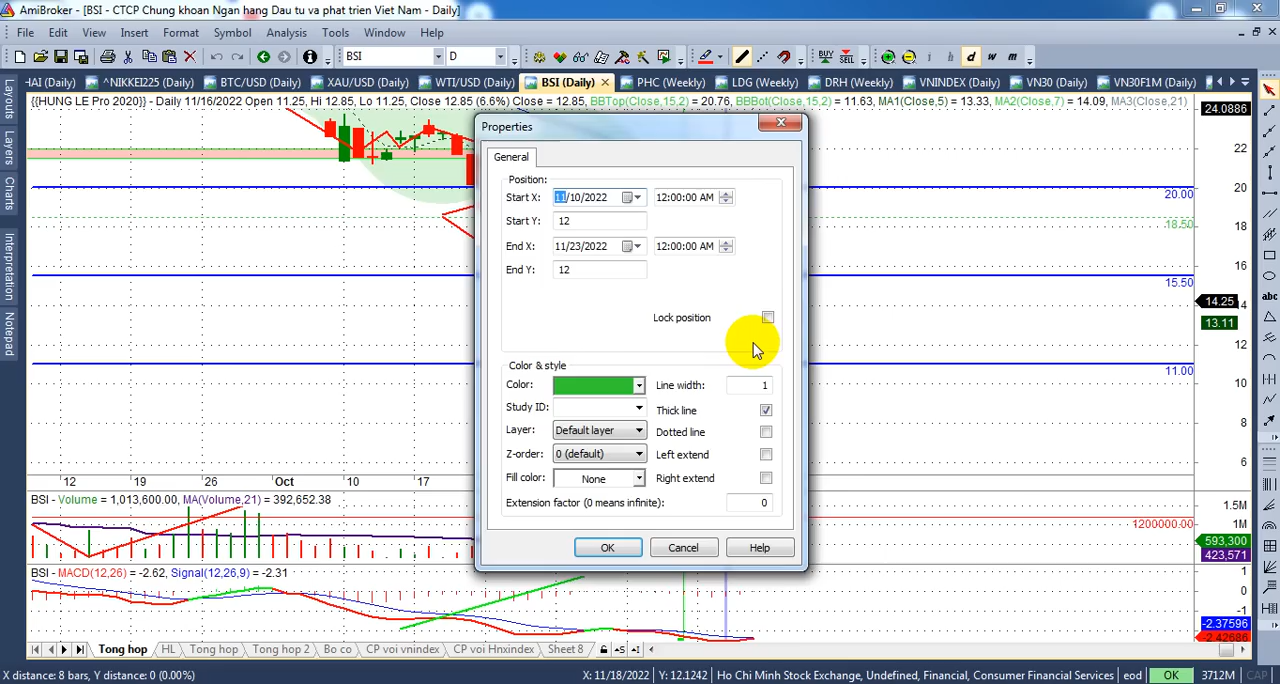 AmiBroker - [BSI - CTCP Chung khoan Ngan hang Dau tu va phat trien Viet Nam - Daily]
File Edit View Insert Format Symbol Analysis Tools Window Help
BSI D BUY SELL i h d w m
HAI (Daily) ^NIKKEI225 (Daily) BTC/USD (Daily) XAU/USD (Daily) WTI/USD (Daily) BSI (Daily) PHC (Weekly) LDG (Weekly) DRH (Weekly) VNINDEX (Daily) VN30 (Daily) VN30F1M (Daily)
{{HUNG LE Pro 2020}} - Daily 11/16/2022 Open 11.25, Hi 12.85, Lo 11.25, Close 12.85 (6.6%) Close = 12.85, BBTop(Close,15.2) = 20.76, BBBot(Close,15.2) = 11.63, MA1(Close,5) = 13.33, MA2(Close,7) = 14.09, MA3(Close,21)
Layouts
Layers
Charts
Interpretation
Notepad
Properties
General
Position:
Start X: 11/10/2022 12:00:00 AM
Start Y: 12
End X: 11/23/2022 12:00:00 AM
End Y: 12
Lock position
Color & style
Color: Line width: 1
Study ID: Thick line
Layer: Default layer Dotted line
Z-order: 0 (default) Left extend
Fill color: None Right extend
Extension factor (0 means infinite): 0
OK Cancel Help
24.0886
22
20
20.00
18.50
18
16
15.50
14.25
14
13.11
12
11.00
10
8
6
abc
12 19 26 Oct 10 17
BSI - Volume = 1,013,600.00, MA(Volume,21) = 392,652.38
1.5M
1200000.00
1M
593,300
423,571
BSI - MACD(12,26) = -2.62, Signal(12,26,9) = -2.31
1
0
-1
-2.37596
-2.42686
Tong hop HL Tong hop Tong hop 2 Bo co CP voi vnindex CP voi Hnxindex Sheet 8
X distance: 8 bars, Y distance: 0 (0.00%) X: 11/18/2022 Y: 12.1242 Ho Chi Minh Stock Exchange, Undefined, Financial, Consumer Financial Services eod OK 3712M CAP